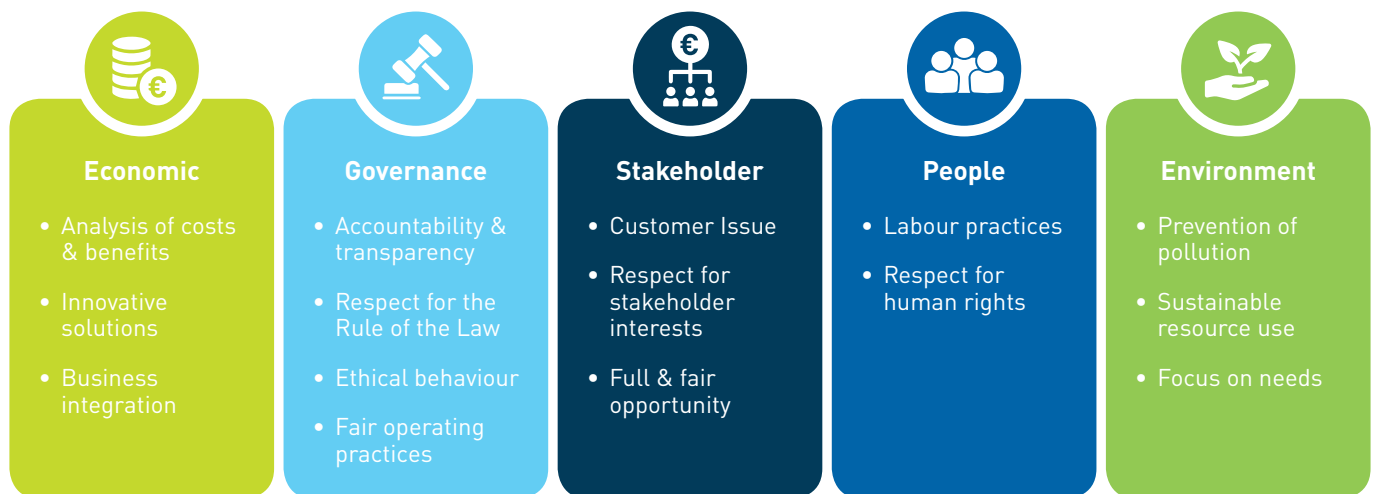 €
€
Economic
• Analysis of costs
& benefits
• Innovative
solutions
• Business
integration
Governance
• Accountability &
transparency
• Respect for the
Rule of the Law
• Ethical behaviour
• Fair operating
practices
Stakeholder
• Customer Issue
• Respect for
stakeholder
interests
• Full & fair
opportunity
People
• Labour practices
• Respect for
human rights
Environment
• Prevention of
pollution
• Sustainable
resource use
• Focus on needs